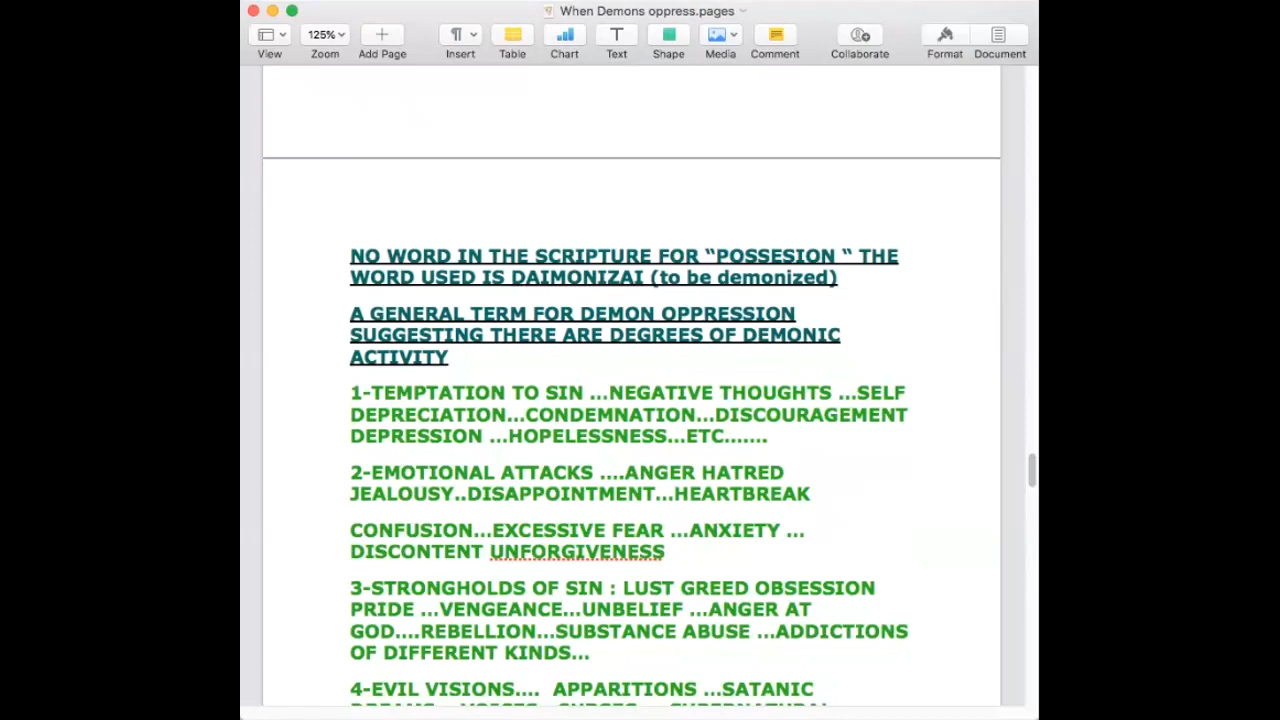 When Demons oppress.pages
125%
View Zoom Add Page Insert Table Chart Text Shape Media Comment Collaborate Format Document
NO WORD IN THE SCRIPTURE FOR “POSSESION “ THE
WORD USED IS DAIMONIZAI (to be demonized)
A GENERAL TERM FOR DEMON OPPRESSION
SUGGESTING THERE ARE DEGREES OF DEMONIC
ACTIVITY
1-TEMPTATION TO SIN ...NEGATIVE THOUGHTS ...SELF
DEPRECIATION...CONDEMNATION...DISCOURAGEMENT
DEPRESSION ...HOPELESSNESS...ETC.......
2-EMOTIONAL ATTACKS ....ANGER HATRED
JEALOUSY..DISAPPOINTMENT...HEARTBREAK
CONFUSION...EXCESSIVE FEAR ...ANXIETY ...
DISCONTENT UNFORGIVENESS
3-STRONGHOLDS OF SIN : LUST GREED OBSESSION
PRIDE ...VENGEANCE...UNBELIEF ...ANGER AT
GOD....REBELLION...SUBSTANCE ABUSE ...ADDICTIONS
OF DIFFERENT KINDS...
4-EVIL VISIONS....  APPARITIONS ...SATANIC